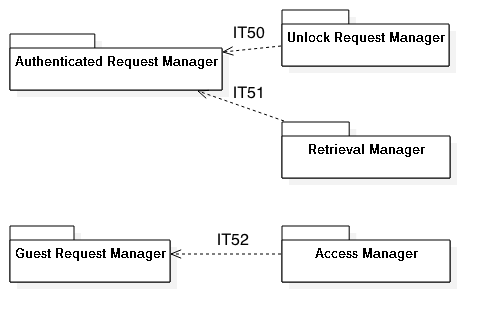 IT50
Unlock Request Manager
Authenticated Request Manager
IT51
Retrieval Manager
IT52
Guest Request Manager
Access Manager